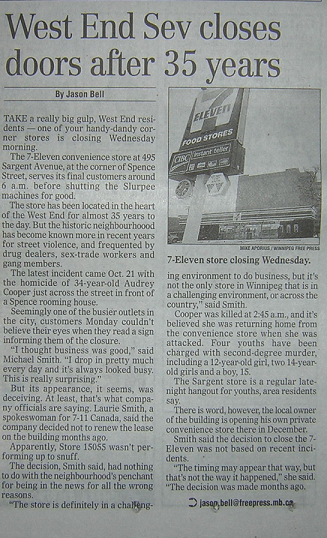 West End Sev closes
doors after 35 years
By Jason Bell
TAKE a really big gulp, West End resi-
dents — one of your handy-dandy cor-
ner stores is closing Wednesday
morning.
The 7-Eleven convenience store at 495
Sargent Avenue, at the corner of Spence
Street, serves its final customers around
6 a.m. before shutting the Slurpee
machines for good.
The store has been located in the heart
of the West End for almost 35 years to
the day. But the historic neighbourhood
has become known more in recent years
for street violence, and frequented by
drug dealers, sex-trade workers and
gang members.
The latest incident came Oct. 21 with
the homicide of 34-year-old Audrey
Cooper just across the street in front of
a Spence rooming house.
Seemingly one of the busier outlets in
the city, customers Monday couldn't
believe their eyes when they read a sign
informing them of the closure.
"I thought business was good," said
Michael Smith. "I drop in pretty much
every day and it's always looked busy.
This is really surprising."
But its appearance, it seems, was
deceiving. At least, that's what compa-
ny officials are saying. Laurie Smith, a
spokeswoman for 7-11 Canada, said the
company decided not to renew the lease
on the building months ago.
Apparently, Store 15055 wasn't per-
forming up to snuff.
The decision, Smith said, had nothing
to do with the neighbourhood's penchant
for being in the news for all the wrong
reasons.
"The store is definitely in a challeng-
ELEVEN
FOOD STORES
CIBC Instant Teller
MIKE APORIUS / WINNIPEG FREE PRESS
7-Eleven store closing Wednesday.
ing environment to do business, but it's
not the only store in Winnipeg that is in
a challenging environment, or across the
country," said Smith.
Cooper was killed at 2:45 a.m., and it's
believed she was returning home from
the convenience store when she was
attacked. Four youths have been
charged with second-degree murder,
including a 12-year-old girl, two 14-year-
old girls and a boy, 15.
The Sargent store is a regular late-
night hangout for youths, area residents
say.
There is word, however, the local owner
of the building is opening his own private
convenience store there in December.
Smith said the decision to close the 7-
Eleven was not based on recent inci-
dents.
"The timing may appear that way, but
that's not the way it happened," she said.
"The decision was made months ago.
jason.bell@freepress.mb.ca